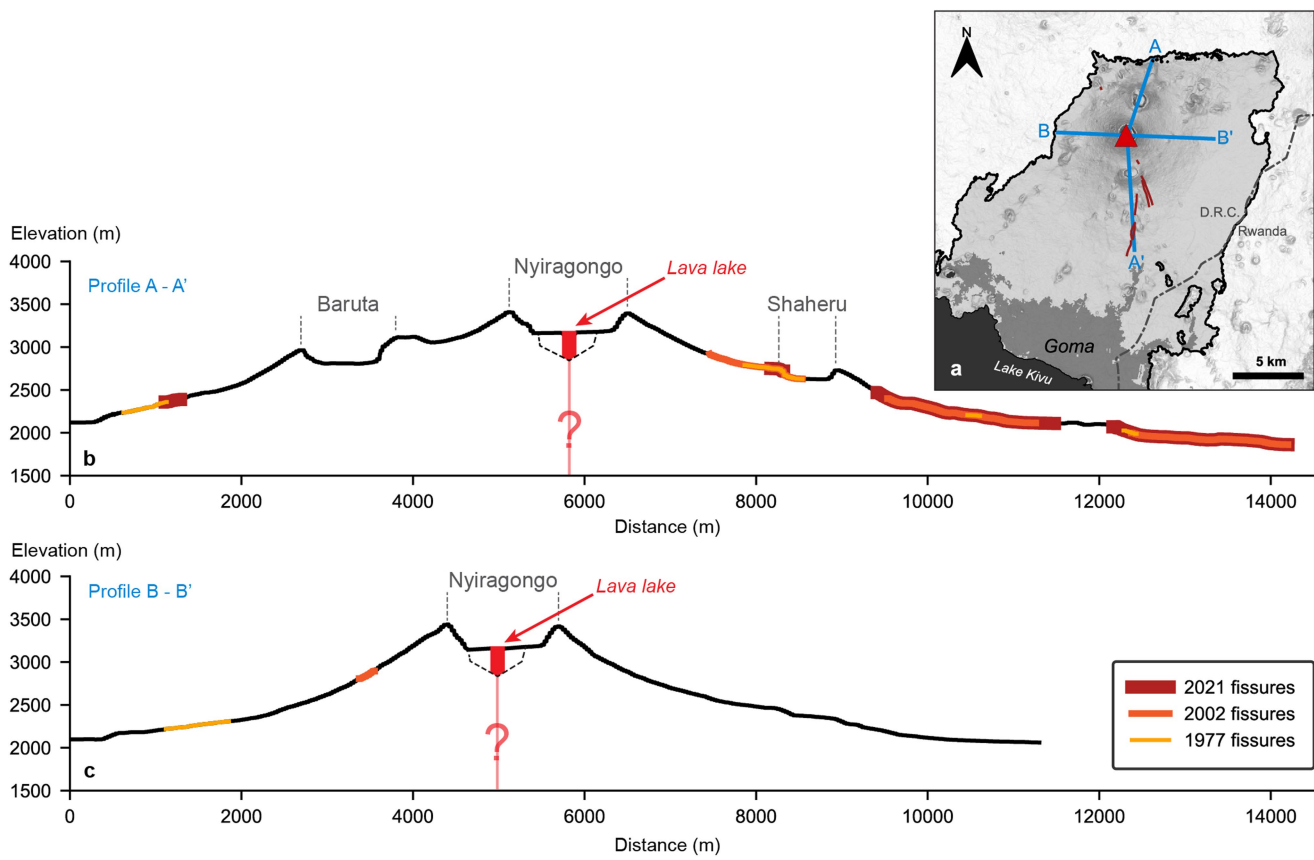 N
A
B
B'
A'
D.R.C.
Rwanda
Goma
Lake Kivu
5 km
a
Elevation (m)
Profile A - A’
4000
3500
3000
2500
2000
1500
Baruta
Nyiragongo
Lava lake
Shaheru
?
b
0 2000 4000 6000 8000 10000 12000 14000
Distance (m)
Elevation (m)
Profile B - B’
4000
3500
3000
2500
2000
1500
Nyiragongo
Lava lake
?
c
2021 fissures
2002 fissures
1977 fissures
0 2000 4000 6000 8000 10000 12000 14000
Distance (m)